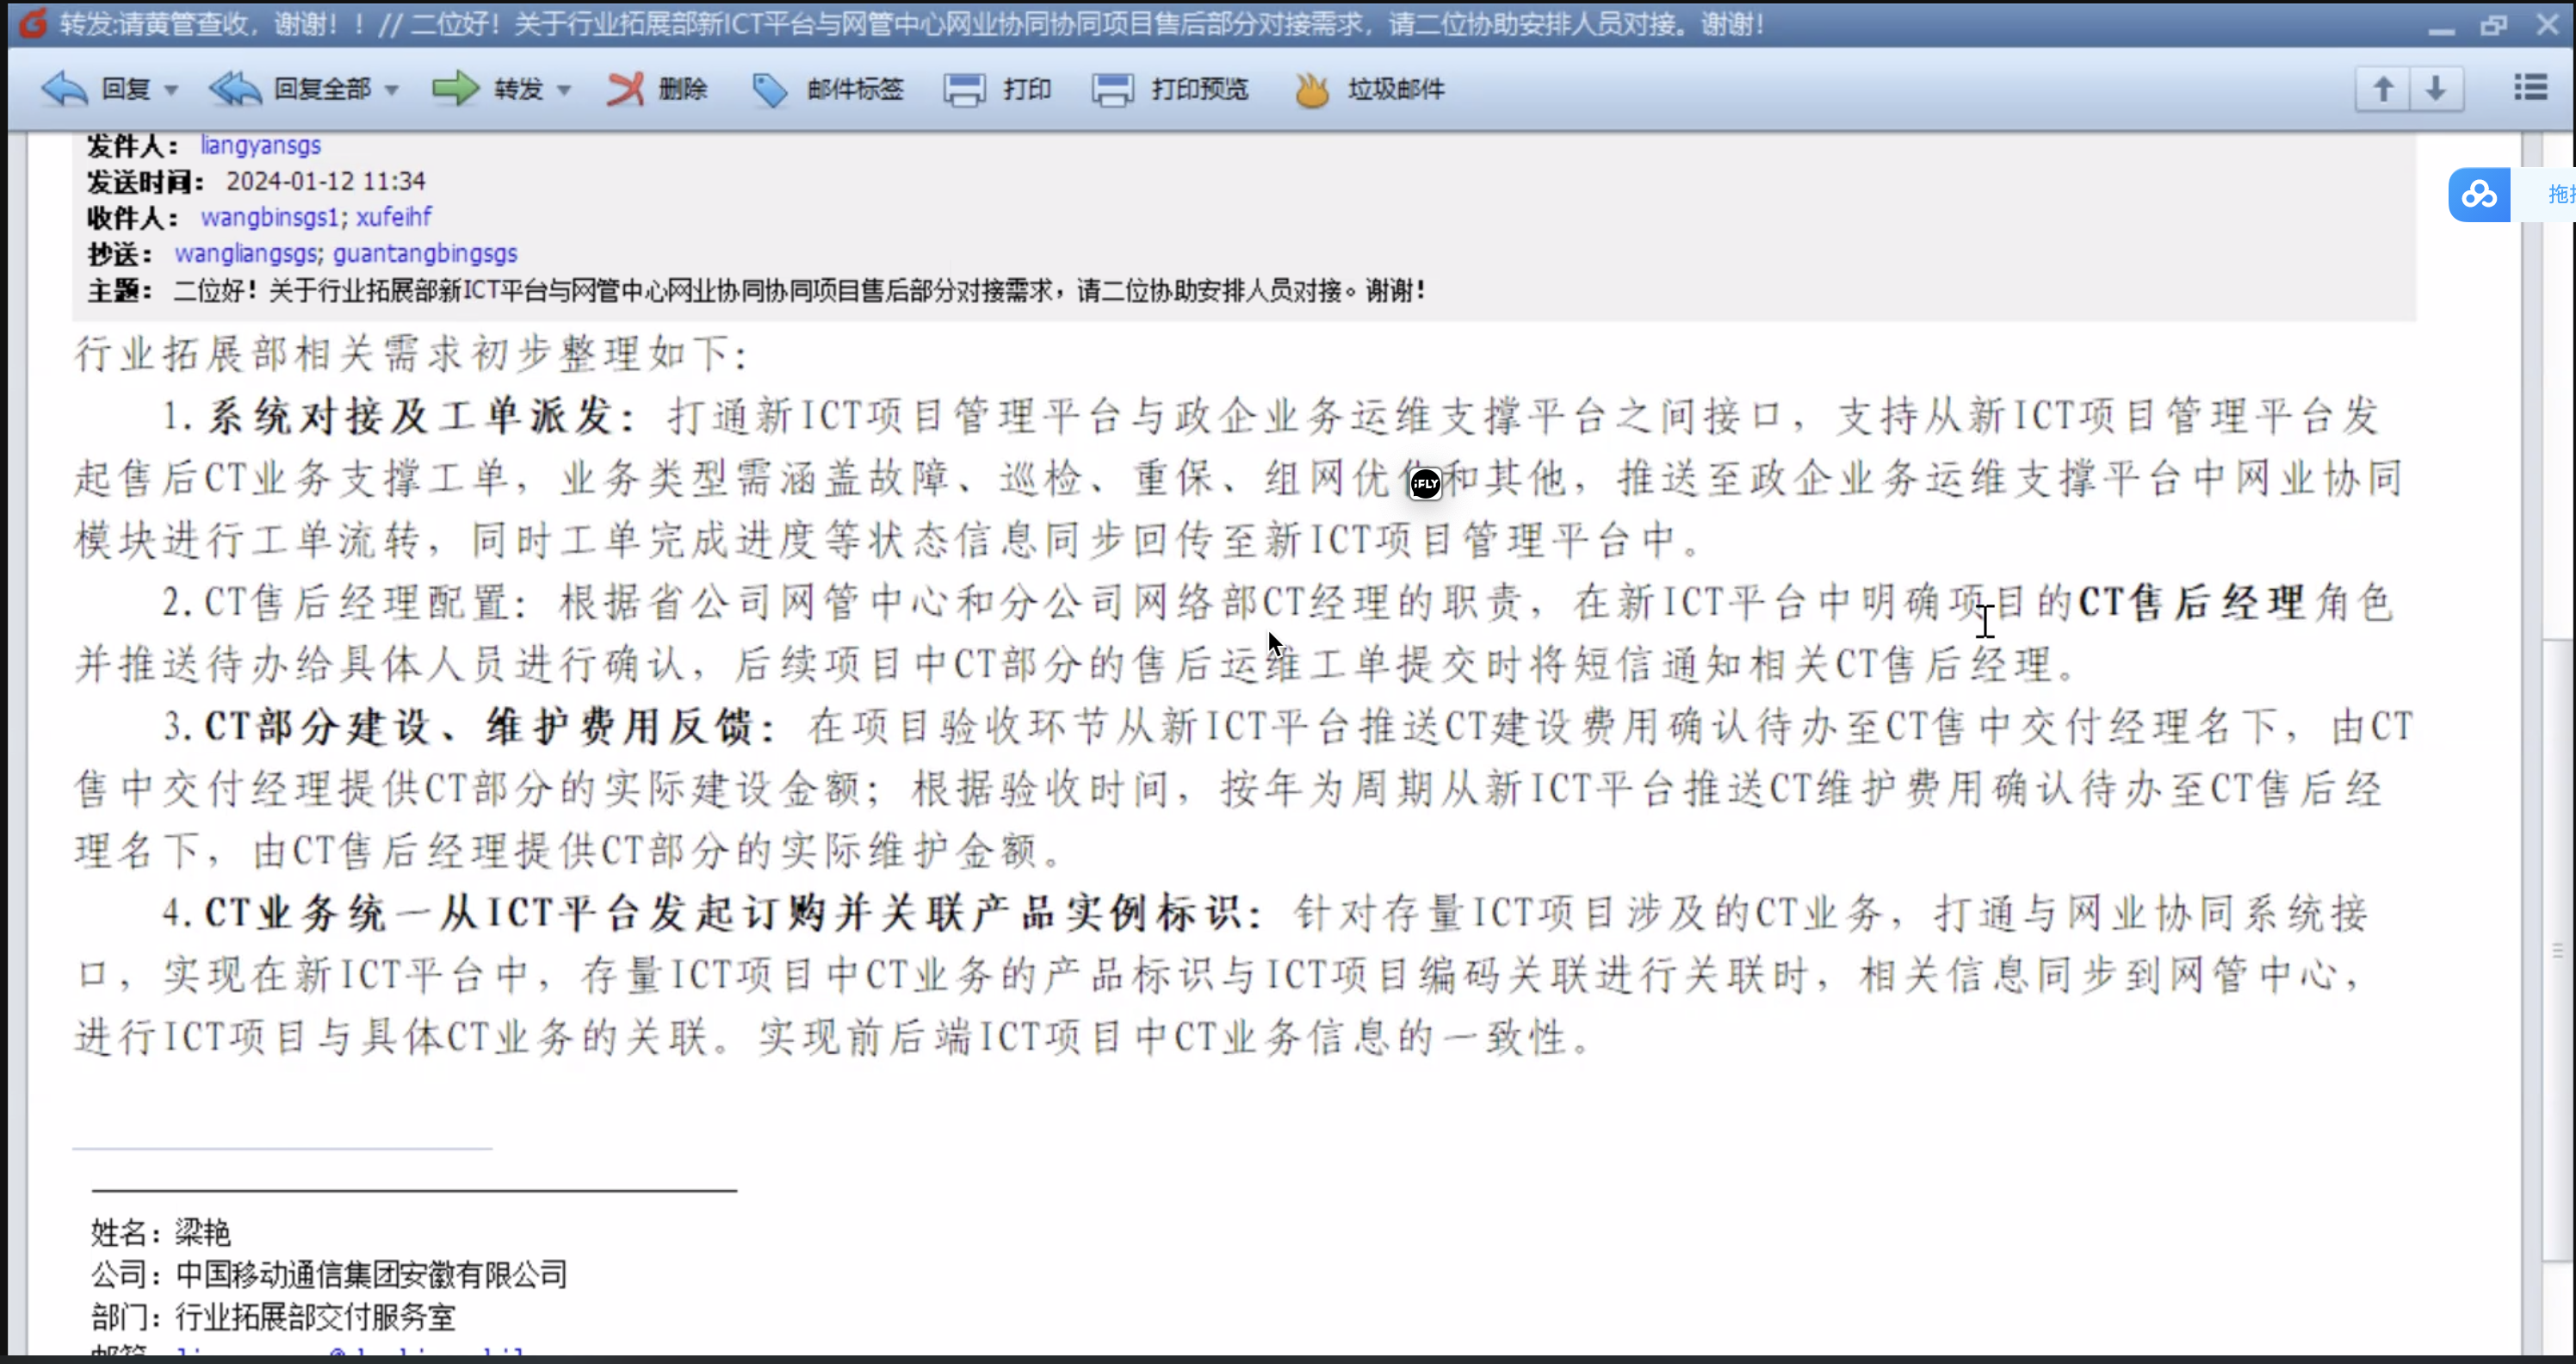 转发:请黄管查收，谢谢！！// 二位好！关于行业拓展部新ICT平台与网管中心网业协同协同项目售后部分对接需求，请二位协助安排人员对接。谢谢！
回复 回复全部 转发 删除 邮件标签 打印 打印预览 垃圾邮件
发件人： liangyansgs
发送时间： 2024-01-12 11:34
收件人： wangbinsgs1; xufeihf
抄送： wangliangsgs; guantangbingsgs
主题： 二位好！关于行业拓展部新ICT平台与网管中心网业协同协同项目售后部分对接需求，请二位协助安排人员对接。谢谢！
行业拓展部相关需求初步整理如下：
1. 系统对接及工单派发：打通新ICT项目管理平台与政企业务运维支撑平台之间接口，支持从新ICT项目管理平台发
起售后CT业务支撑工单，业务类型需涵盖故障、巡检、重保、组网优 和其他，推送至政企业务运维支撑平台中网业协同
iFLY
模块进行工单流转，同时工单完成进度等状态信息同步回传至新ICT项目管理平台中。
2. CT售后经理配置：根据省公司网管中心和分公司网络部CT经理的职责，在新ICT平台中明确项目的CT售后经理角色
并推送待办给具体人员进行确认，后续项目中CT部分的售后运维工单提交时将短信通知相关CT售后经理。
3. CT部分建设、维护费用反馈：在项目验收环节从新ICT平台推送CT建设费用确认待办至CT售中交付经理名下，由CT
售中交付经理提供CT部分的实际建设金额；根据验收时间，按年为周期从新ICT平台推送CT维护费用确认待办至CT售后经
理名下，由CT售后经理提供CT部分的实际维护金额。
4. CT业务统一从ICT平台发起订购并关联产品实例标识：针对存量ICT项目涉及的CT业务，打通与网业协同系统接
口，实现在新ICT平台中，存量ICT项目中CT业务的产品标识与ICT项目编码关联进行关联时，相关信息同步到网管中心，
进行ICT项目与具体CT业务的关联。实现前后端ICT项目中CT业务信息的一致性。
姓名：梁艳
公司：中国移动通信集团安徽有限公司
部门：行业拓展部交付服务室